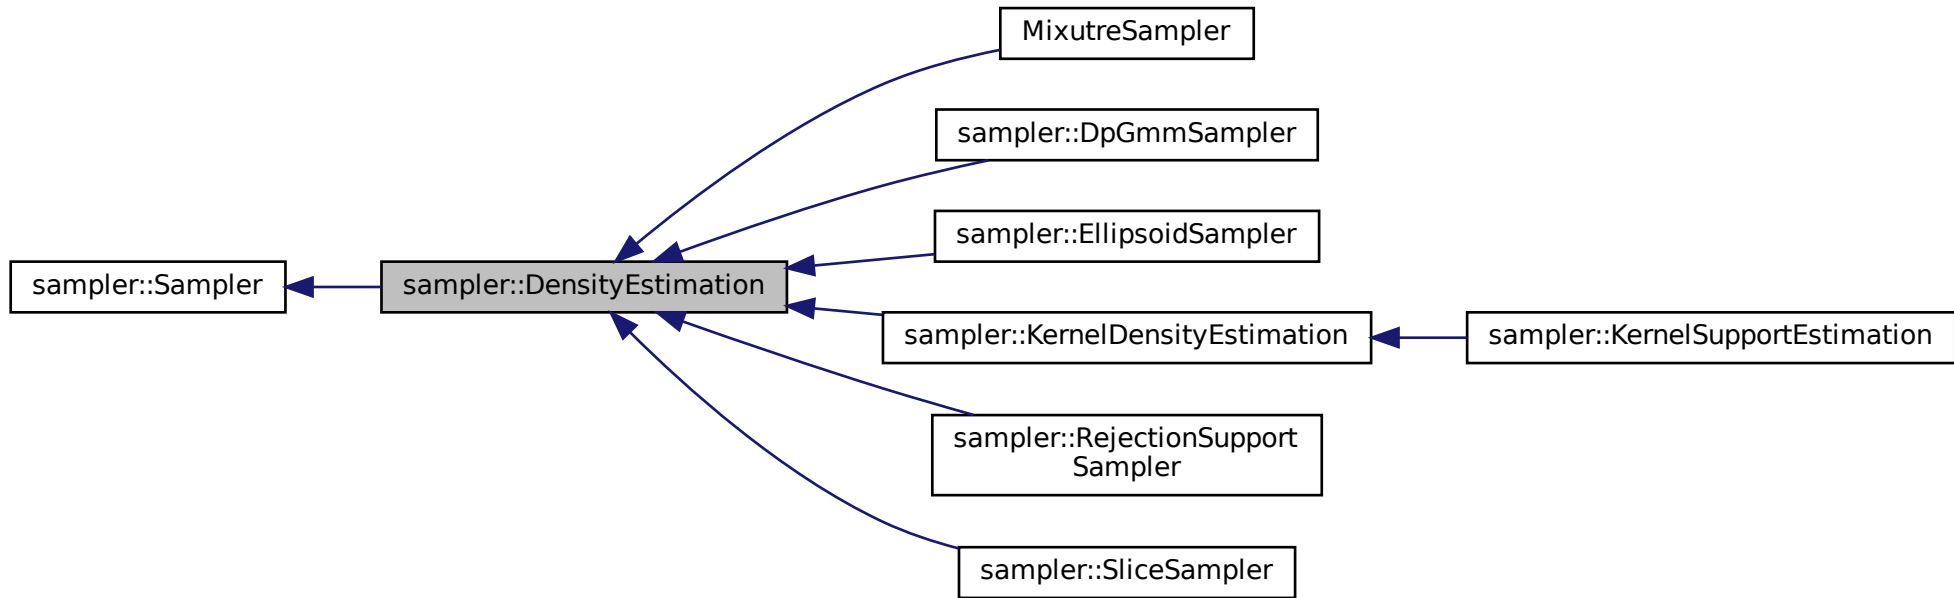 MixutreSampler
sampler::DpGmmSampler
sampler::EllipsoidSampler
sampler::Sampler
sampler::DensityEstimation
sampler::KernelDensityEstimation
sampler::KernelSupportEstimation
sampler::RejectionSupport
Sampler
sampler::SliceSampler